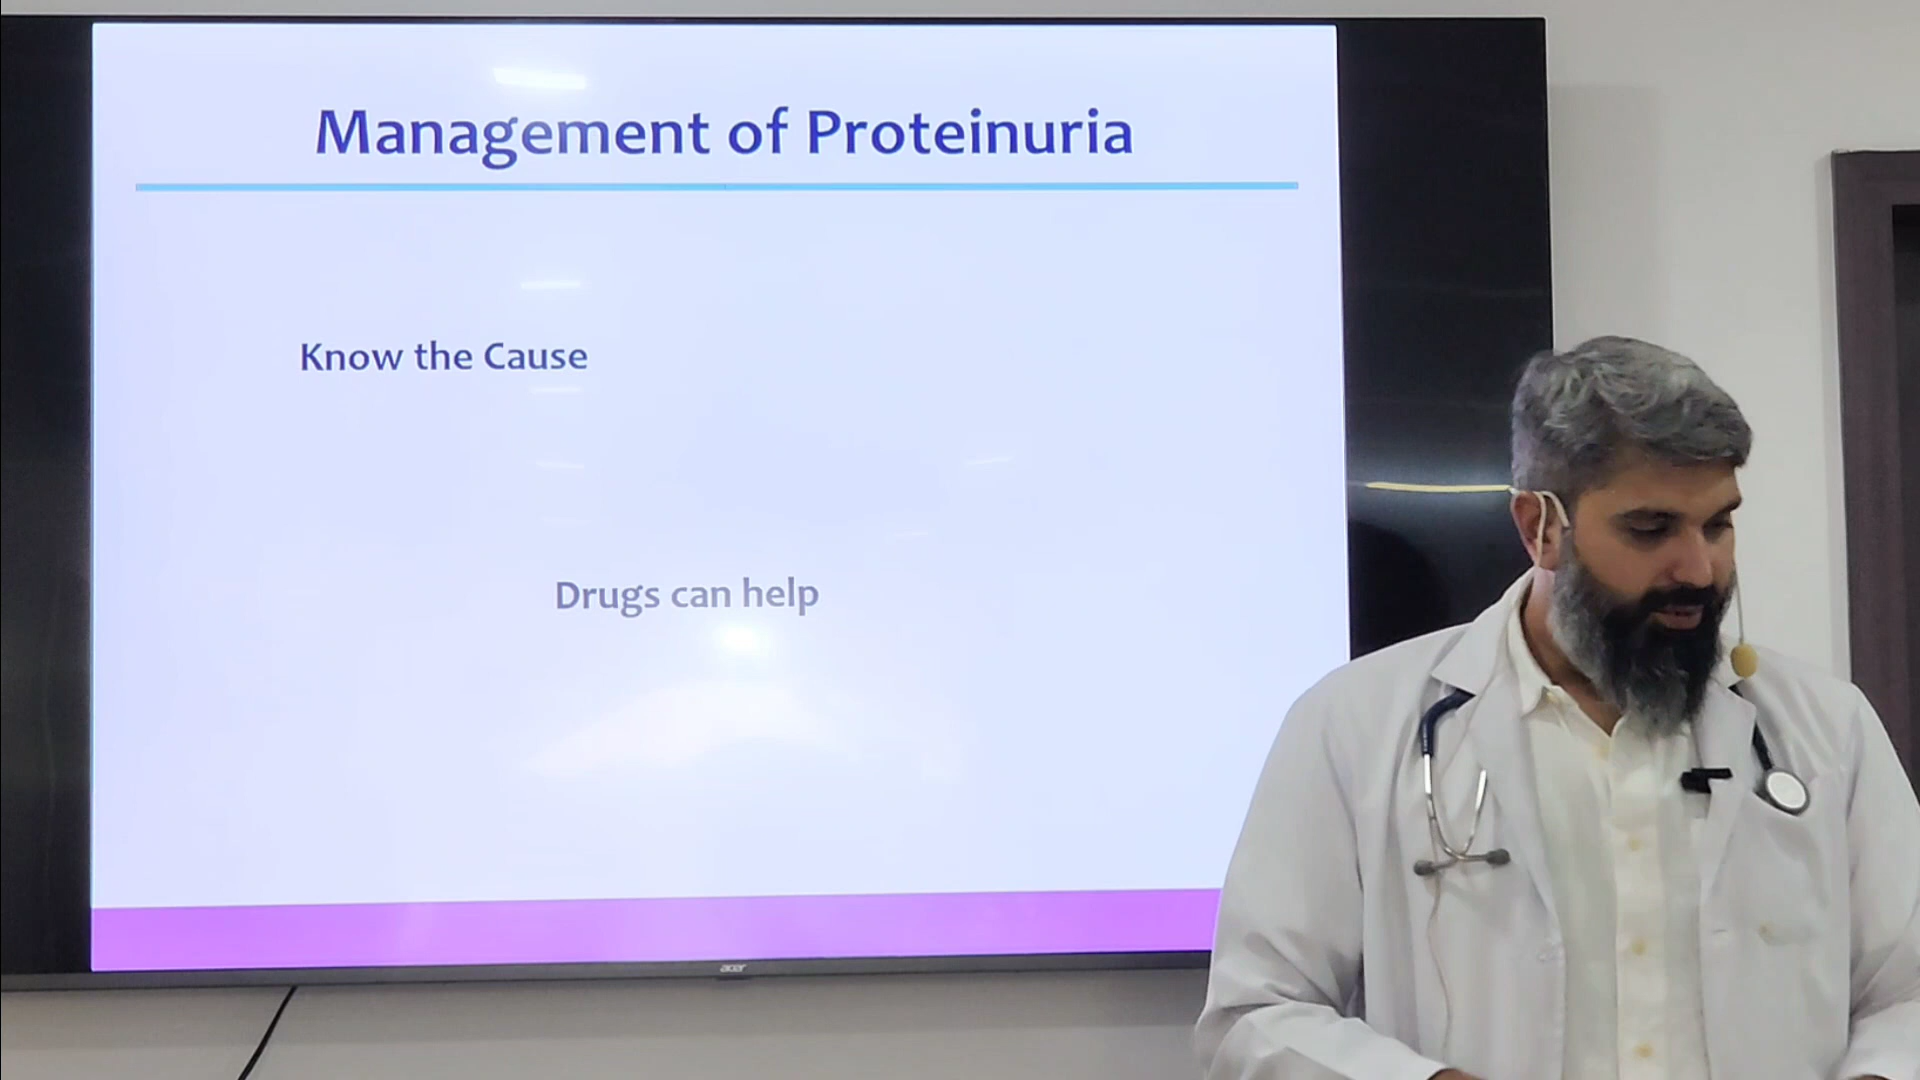 Management of Proteinuria
Know the Cause
Drugs can help
acer